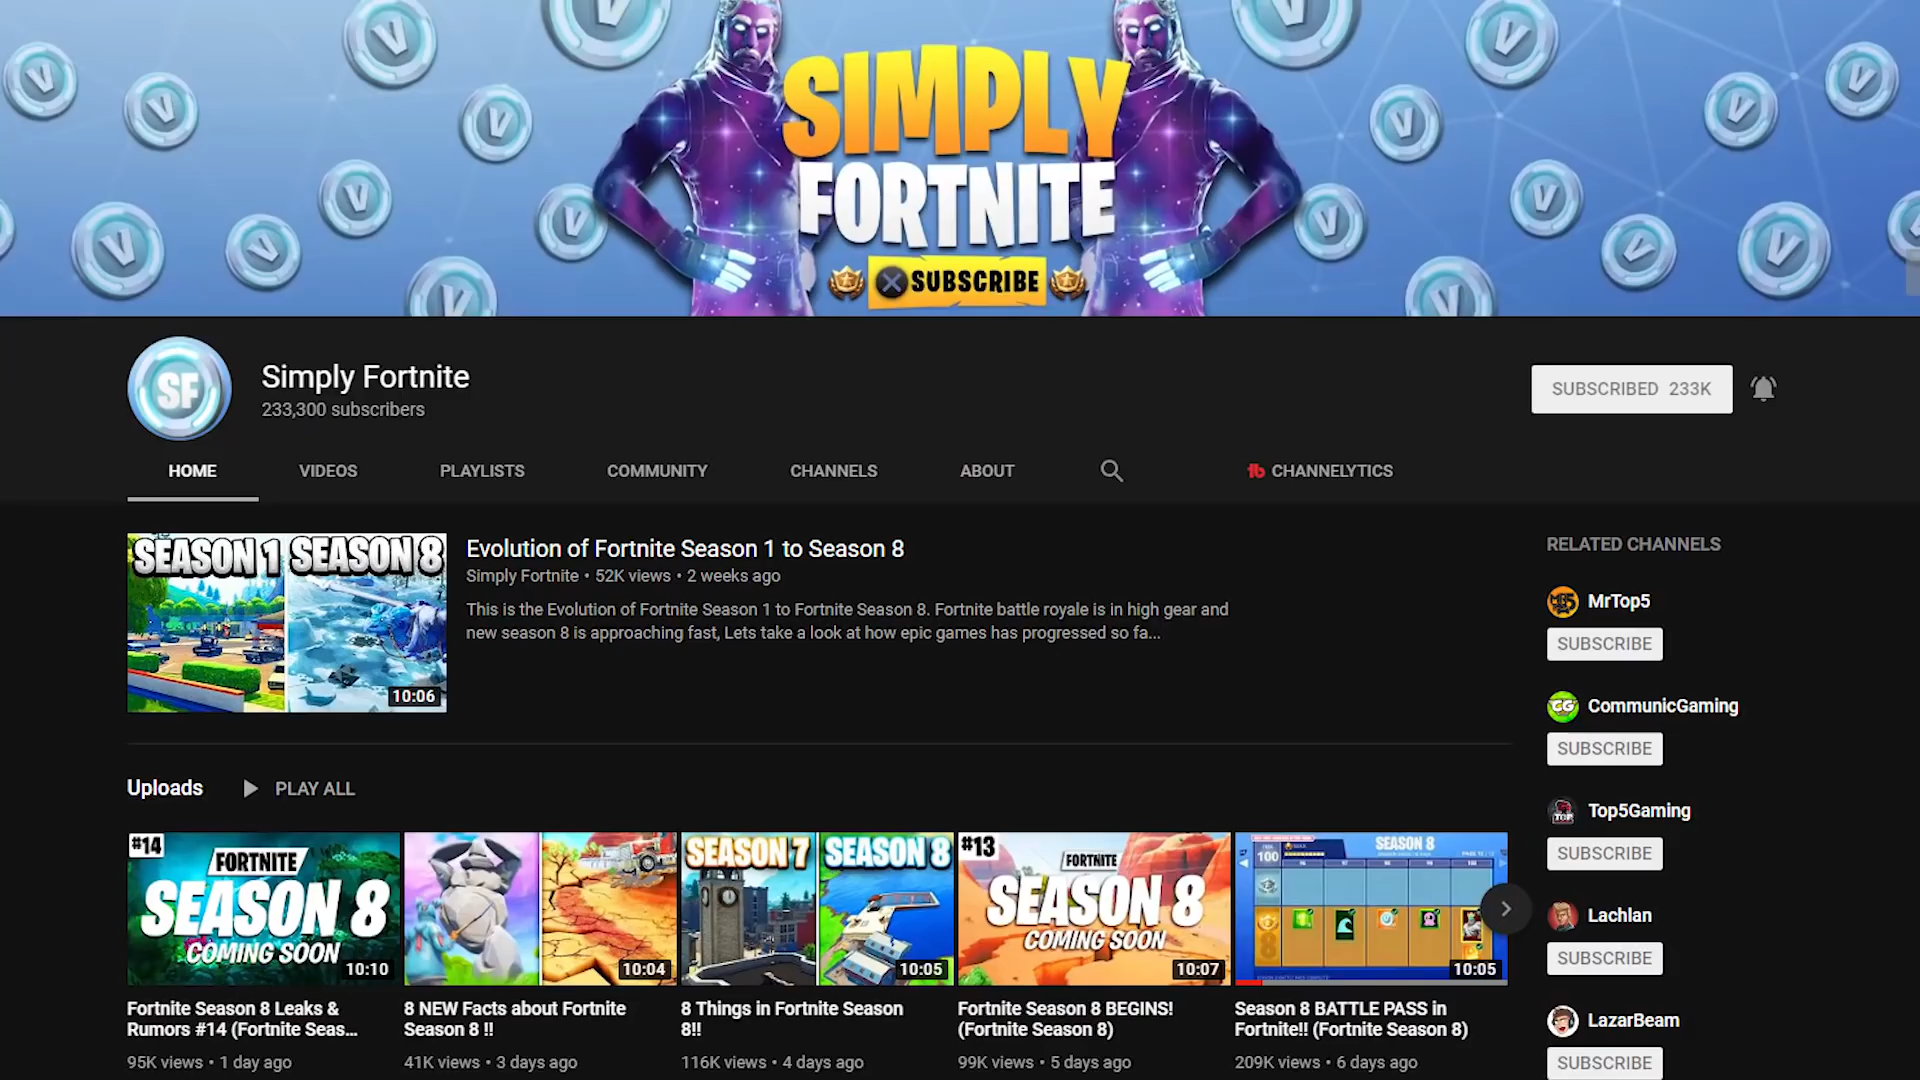 SIMPLY
FORTNITE
SUBSCRIBE
SF
Simply Fortnite
233,300 subscribers
SUBSCRIBED 233K
HOME
VIDEOS
PLAYLISTS
COMMUNITY
CHANNELS
ABOUT
CHANNELYTICS
SEASON 1
SEASON 8
10:06
Evolution of Fortnite Season 1 to Season 8
Simply Fortnite • 52K views • 2 weeks ago
This is the Evolution of Fortnite Season 1 to Fortnite Season 8. Fortnite battle royale is in high gear and
new season 8 is approaching fast, Lets take a look at how epic games has progressed so fa...
RELATED CHANNELS
MrTop5
SUBSCRIBE
CommunicGaming
SUBSCRIBE
Top5Gaming
SUBSCRIBE
Lachlan
SUBSCRIBE
LazarBeam
SUBSCRIBE
Uploads
PLAY ALL
#14
FORTNITE
SEASON 8
COMING SOON
10:10
Fortnite Season 8 Leaks &
Rumors #14 (Fortnite Seas...
95K views • 1 day ago
10:04
8 NEW Facts about Fortnite
Season 8 !!
41K views • 3 days ago
SEASON 7
SEASON 8
10:05
8 Things in Fortnite Season
8!!
116K views • 4 days ago
#13
FORTNITE
SEASON 8
COMING SOON
10:07
Fortnite Season 8 BEGINS!
(Fortnite Season 8)
99K views • 5 days ago
SEASON 8
100
10:05
Season 8 BATTLE PASS in
Fortnite!! (Fortnite Season 8)
209K views • 6 days ago